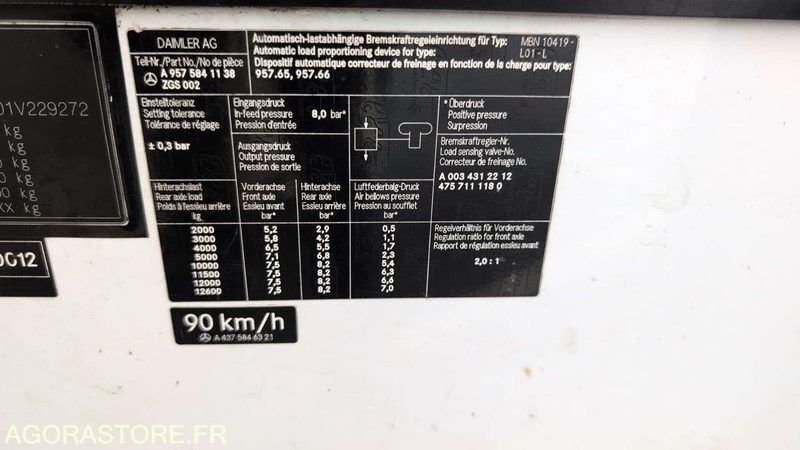 01V229272
kg
kg
kg
kg
kg
XX kg
0C12
DAIMLER AG
Teil-Nr./Part No./No de pièce
A 957 584 11 38
ZGS 002
Automatisch-lastabhängige Bremskraftregeleinrichtung für Typ:
Automatic load proportioning device for type:
Dispositif automatique correcteur de freinage en fonction de la charge pour type:
957.65, 957.66
MBN 10419 -
L01 - L
Einstelltoleranz
Setting tolerance
Tolérance de réglage
± 0,3 bar
Eingangsdruck
In-feed pressure 8,0 bar*
Pression d'entrée
Ausgangsdruck
Output pressure
Pression de sortie
* Überdruck
Positive pressure
Surpression
Bremskraftregler-Nr.
Load sensing valve-No.
Correcteur de freinage No.
A 003 431 22 12
475 711 118 0
Hinterachslast
Rear axle load
Poids à l'essieu arrière
kg
Vorderachse
Front axle
Essieu avant
bar*
Hinterachse
Rear axle
Essieu arrière
bar*
Luftfederbalg-Druck
Air bellows pressure
Pression au soufflet
bar*
2000 5,2 2,9 0,5
3000 5,8 4,2 1,1
4000 6,5 5,5 1,7
5000 7,1 6,8 2,3
10000 7,5 8,2 5,4
11500 7,5 8,2 6,3
12000 7,5 8,2 6,6
12600 7,5 8,2 7,0
Regelverhältnis für Vorderachse
Regulation ratio for front axle
Rapport de régulation essieu avant
2,0 : 1
90 km/h
A 437 584 63 21
AGORASTORE.FR